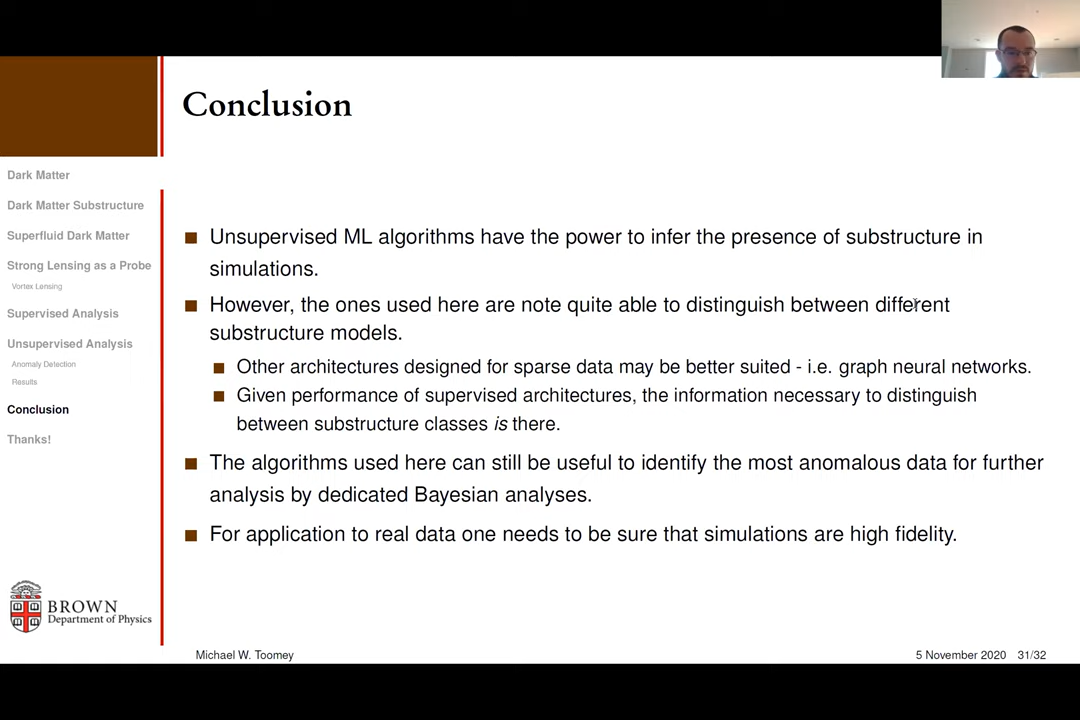 Conclusion
Dark Matter
Dark Matter Substructure
Superfluid Dark Matter
Strong Lensing as a Probe
Vortex Lensing
Supervised Analysis
Unsupervised Analysis
Anomaly Detection
Results
Conclusion
Thanks!
Unsupervised ML algorithms have the power to infer the presence of substructure in
simulations.
However, the ones used here are note quite able to distinguish between different
substructure models.
Other architectures designed for sparse data may be better suited - i.e. graph neural networks.
Given performance of supervised architectures, the information necessary to distinguish
between substructure classes is there.
The algorithms used here can still be useful to identify the most anomalous data for further
analysis by dedicated Bayesian analyses.
For application to real data one needs to be sure that simulations are high fidelity.
BROWN
Department of Physics
Michael W. Toomey
5 November 2020 31/32